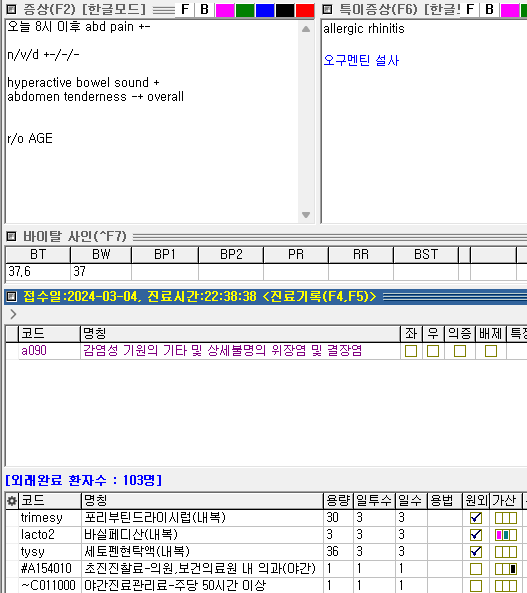 증상(F2) [한글모드] F B
특이증상(F6) [한글! F B
오늘 8시 이후 abd pain +-
n/v/d +-/-/-
hyperactive bowel sound +
abdomen tenderness -+ overall
r/o AGE
allergic rhinitis
오구멘틴 설사
바이탈 사인(^F7)
BT BW BP1 BP2 PR RR BST
37.6 37
접수일:2024-03-04, 진료시간:22:38:38 <진료기록(F4,F5)>
코드 명칭 좌 우 의증 배제 특정
a090 감염성 기원의 기타 및 상세불명의 위장염 및 결장염
[외래완료 환자수 : 103명]
코드 명칭 용량 일투수 일수 용법 원외 가산
trimesy 포리부틴드라이시럽(내복) 30 3 3
lacto2 바실페디산(내복) 3 3 3
tysy 세토펜현탁액(내복) 36 3 3
#A154010 초진진찰료-의원,보건의료원 내 의과(야간) 1 1 1
~C011000 야간진료관리료-주당 50시간 이상 1 1 1